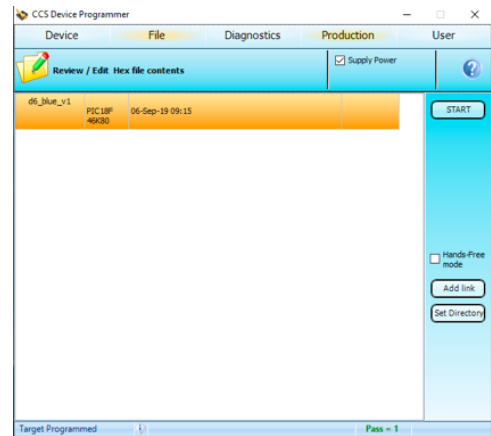 CCS Device Programmer
Device File Diagnostics Production User
Review / Edit Hex file contents
Supply Power
?
d6_blue_v1 PIC18F 06-Sep-19 09:15
46K80
START
Hands-Free
mode
Add link
Set Directory
Target Programmed Pass = 1